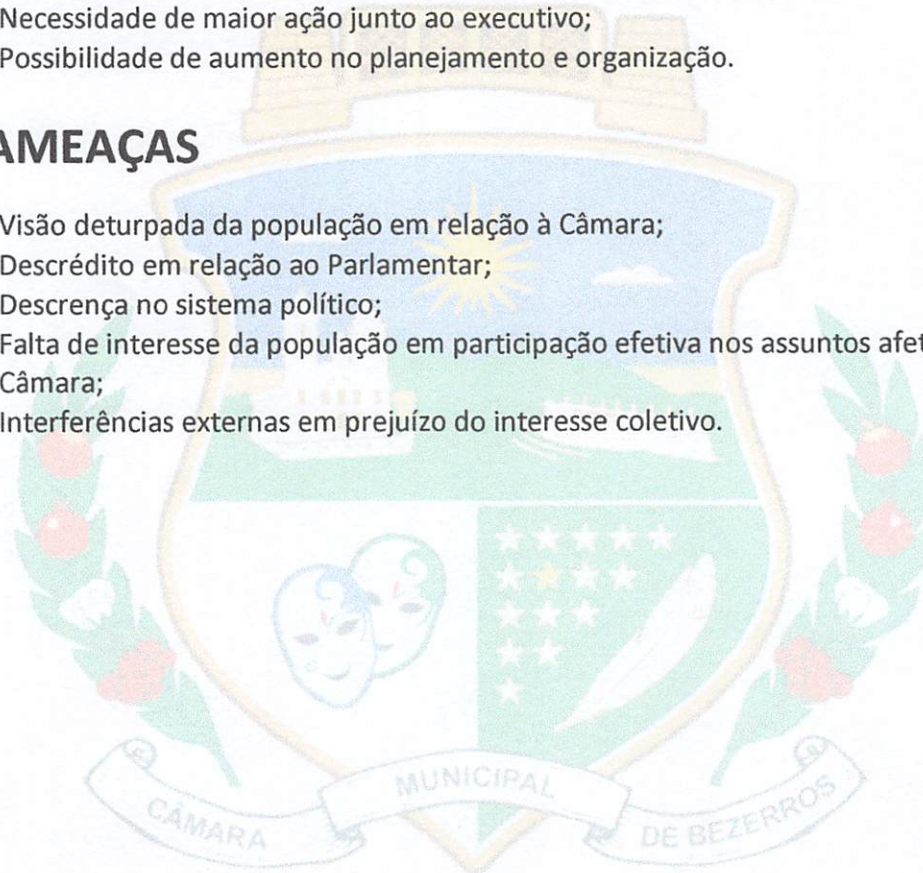 Necessidade de maior ação junto ao executivo;
Possibilidade de aumento no planejamento e organização.
AMEAÇAS
Visão deturpada da população em relação à Câmara;
Descrédito em relação ao Parlamentar;
Descrença no sistema político;
Falta de interesse da população em participação efetiva nos assuntos
Câmara;
Interferências externas em prejuízo do interesse coletivo.
CÂMARA MUNICIPAL DE BEZERROS